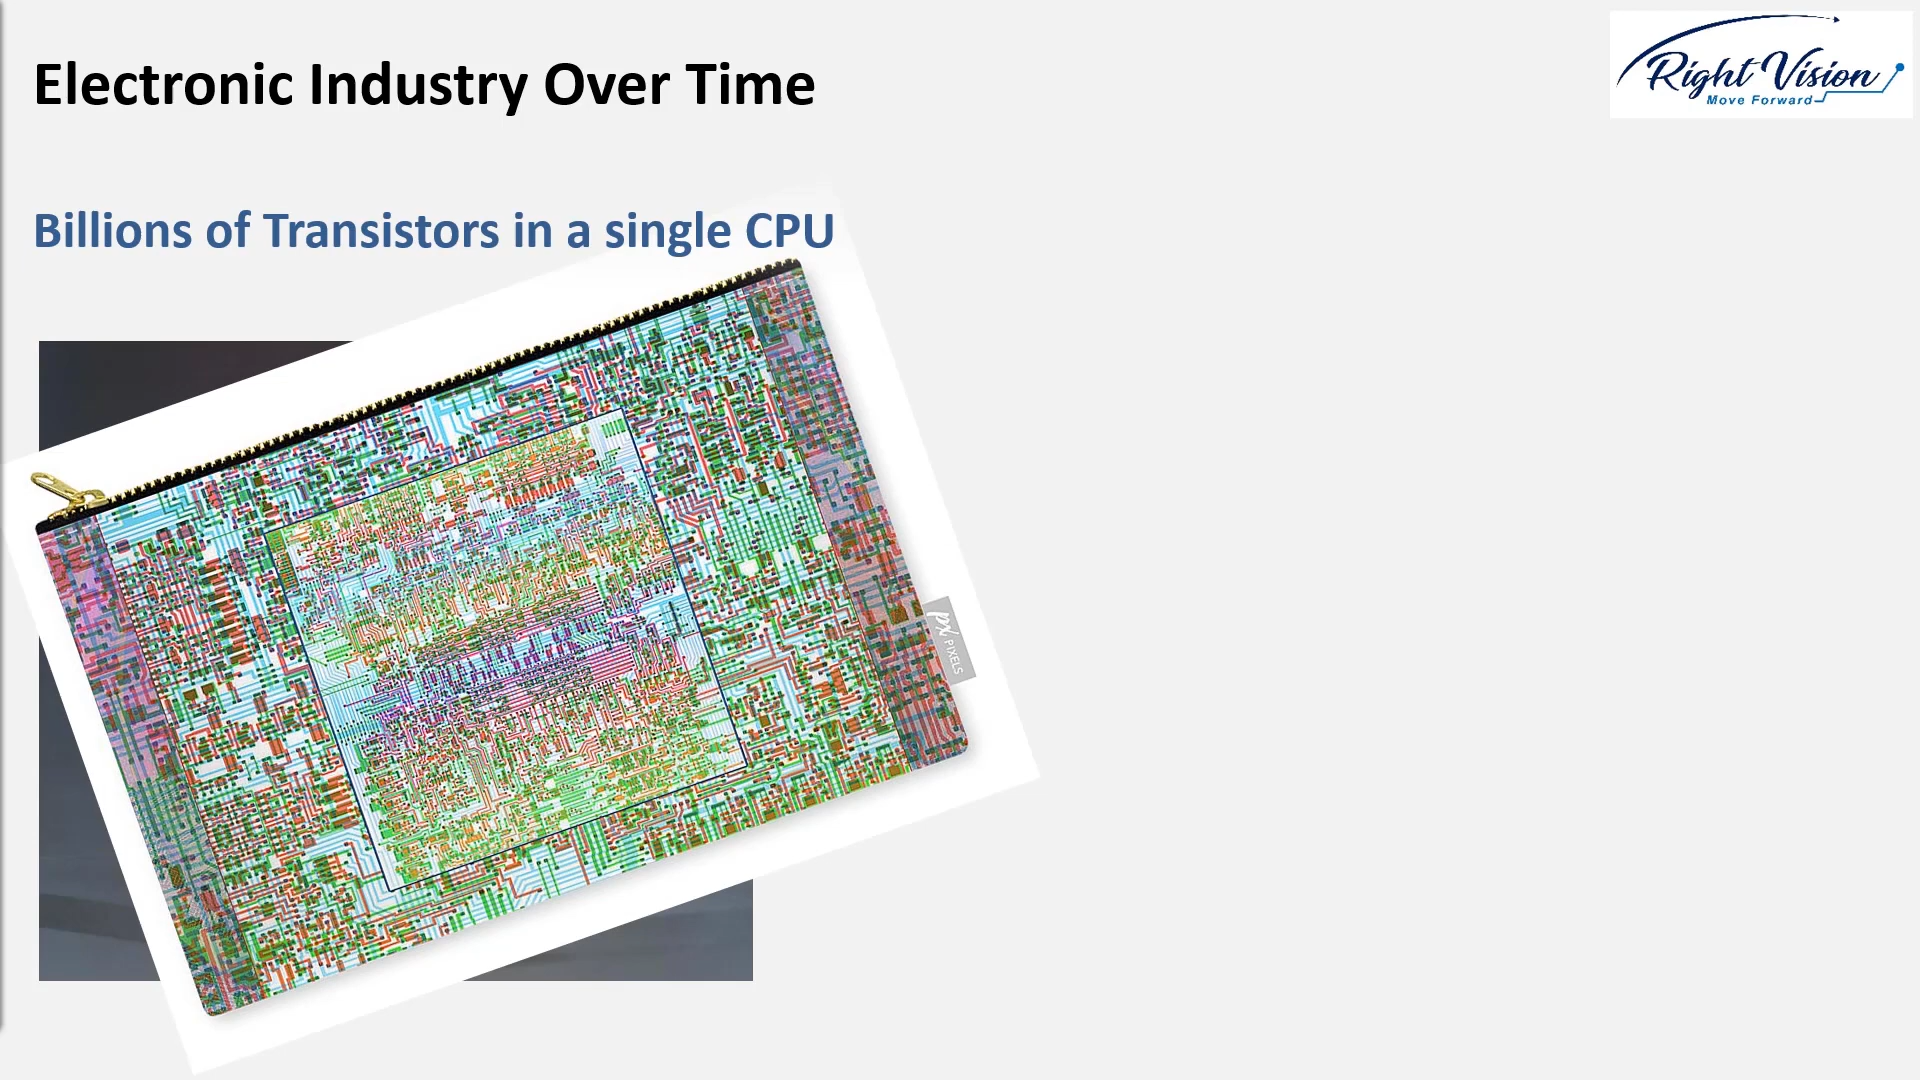 Electronic Industry Over Time
Right Vision
Move Forward
Billions of Transistors in a single CPU
PIXELS